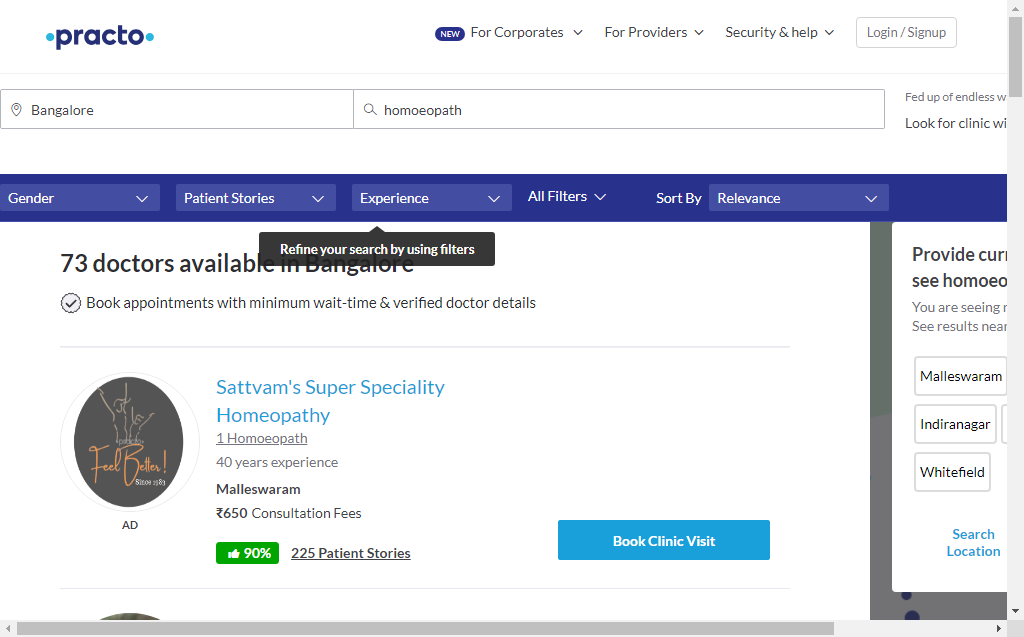 practo
NEW For Corporates
For Providers
Security & help
Login / Signup
Bangalore
homoeopath
Fed up of endless w
Look for clinic wi
Gender
Patient Stories
Experience
All Filters
Sort By
Relevance
Refine your search by using filters
73 doctors available in Bangalore
Book appointments with minimum wait-time & verified doctor details
Provide curr
see homoeo
You are seeing r
See results near
Malleswaram
Indiranagar
Whitefield
Search
Location
practo
Feel Better!
Since 1983
AD
Sattvam's Super Speciality
Homeopathy
1 Homoeopath
40 years experience
Malleswaram
₹650 Consultation Fees
90%
225 Patient Stories
Book Clinic Visit